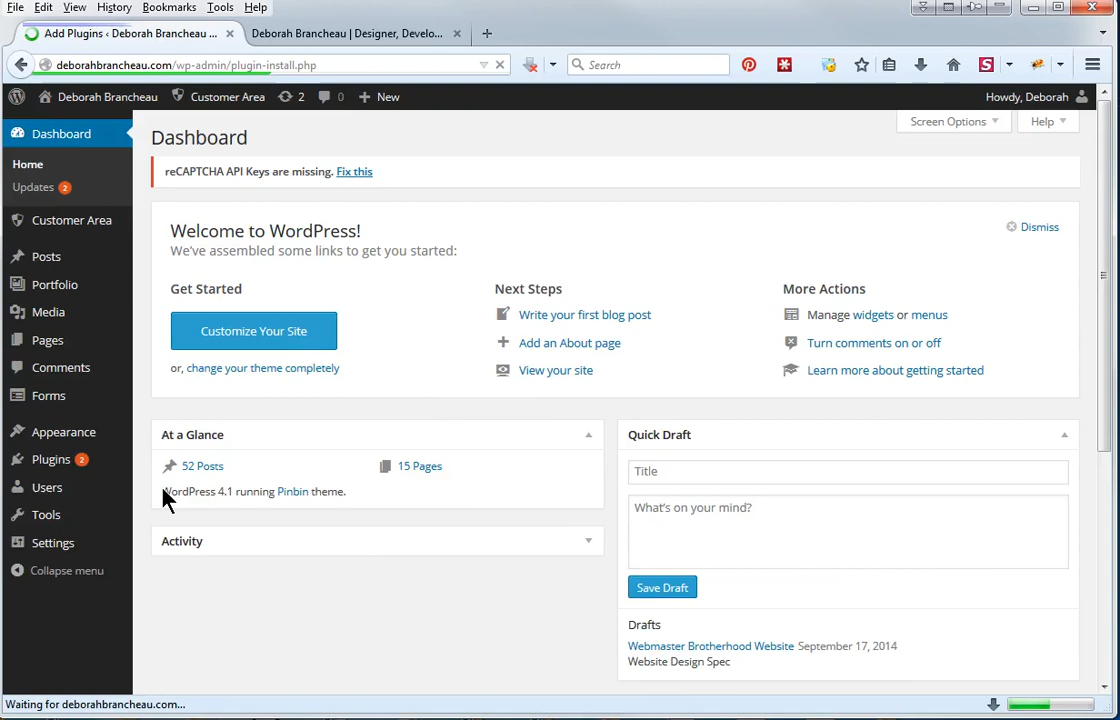 File Edit View History Bookmarks Tools Help
Add Plugins ‹ Deborah Brancheau ... × Deborah Brancheau | Designer, Develo... × +
deborahbrancheau.com/wp-admin/plugin-install.php Search
Deborah Brancheau Customer Area 2 0 + New Howdy, Deborah
Screen Options Help
Dashboard
Home
Updates 2
Customer Area
Posts
Portfolio
Media
Pages
Comments
Forms
Appearance
Plugins 2
Users
Tools
Settings
Collapse menu
Dashboard
reCAPTCHA API Keys are missing. Fix this
Welcome to WordPress!
Dismiss
We've assembled some links to get you started:
Get Started
Customize Your Site
or, change your theme completely
Next Steps
Write your first blog post
Add an About page
View your site
More Actions
Manage widgets or menus
Turn comments on or off
Learn more about getting started
At a Glance
52 Posts 15 Pages
WordPress 4.1 running Pinbin theme.
Activity
Quick Draft
Title
What's on your mind?
Save Draft
Drafts
Webmaster Brotherhood Website September 17, 2014
Website Design Spec
Waiting for deborahbrancheau.com...